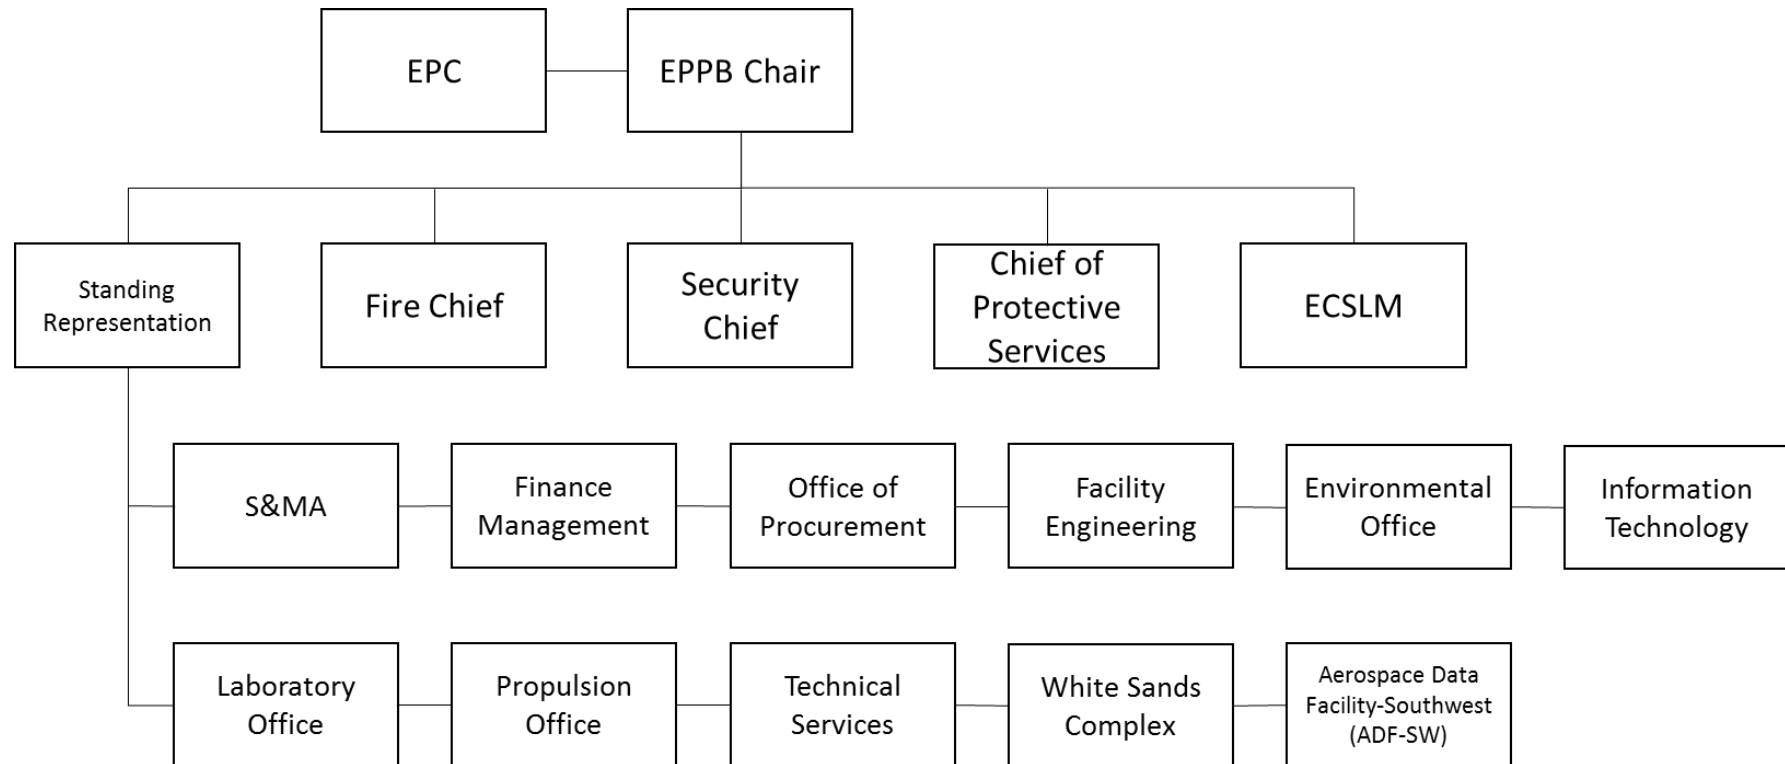 EPC
EPPB Chair
Standing
Representation
Fire Chief
Security
Chief
Chief of
Protective
Services
ECSLM
S&MA
Finance
Management
Office of
Procurement
Facility
Engineering
Environmental
Office
Information
Technology
Laboratory
Office
Propulsion
Office
Technical
Services
White Sands
Complex
Aerospace Data
Facility-Southwest
(ADF-SW)